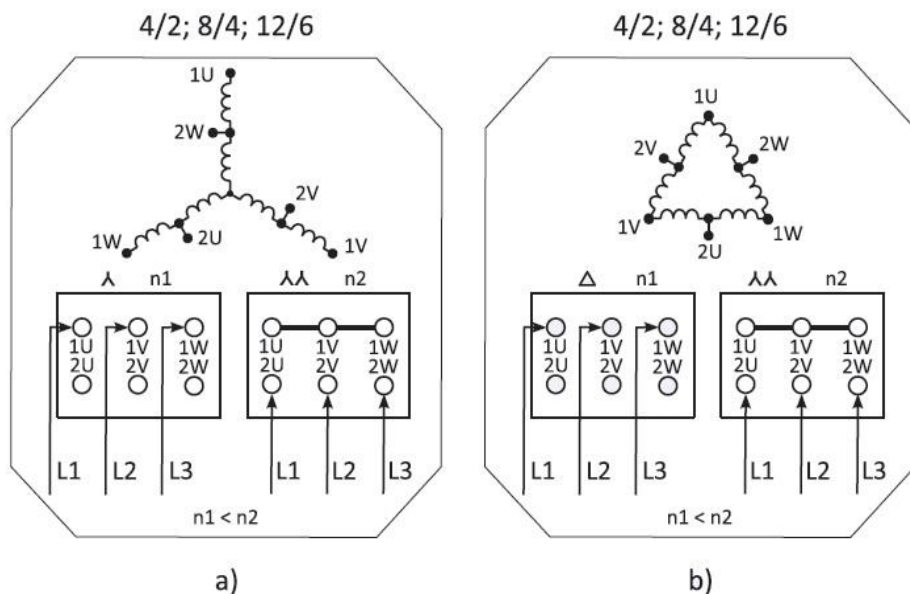 4/2; 8/4; 12/6
1U
2W
2V
1W
2U
1V
⅄ n1
1U 1V 1W
2U 2V 2W
L1 L2 L3
⅄⅄ n2
1U 1V 1W
2U 2V 2W
L1 L2 L3
n1 < n2
a)
4/2; 8/4; 12/6
1U
2V 2W
1V 1W
2U
△ n1
1U 1V 1W
2U 2V 2W
L1 L2 L3
⅄⅄ n2
1U 1V 1W
2U 2V 2W
L1 L2 L3
n1 < n2
b)